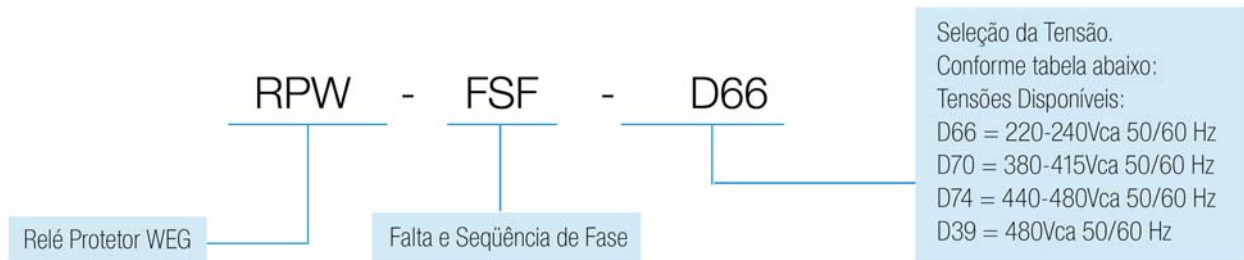 RPW - FSF - D66
Relé Protetor WEG
Falta e Seqüência de Fase
Seleção da Tensão.
Conforme tabela abaixo:
Tensões Disponíveis:
D66 = 220-240Vca 50/60 Hz
D70 = 380-415Vca 50/60 Hz
D74 = 440-480Vca 50/60 Hz
D39 = 480Vca 50/60 Hz